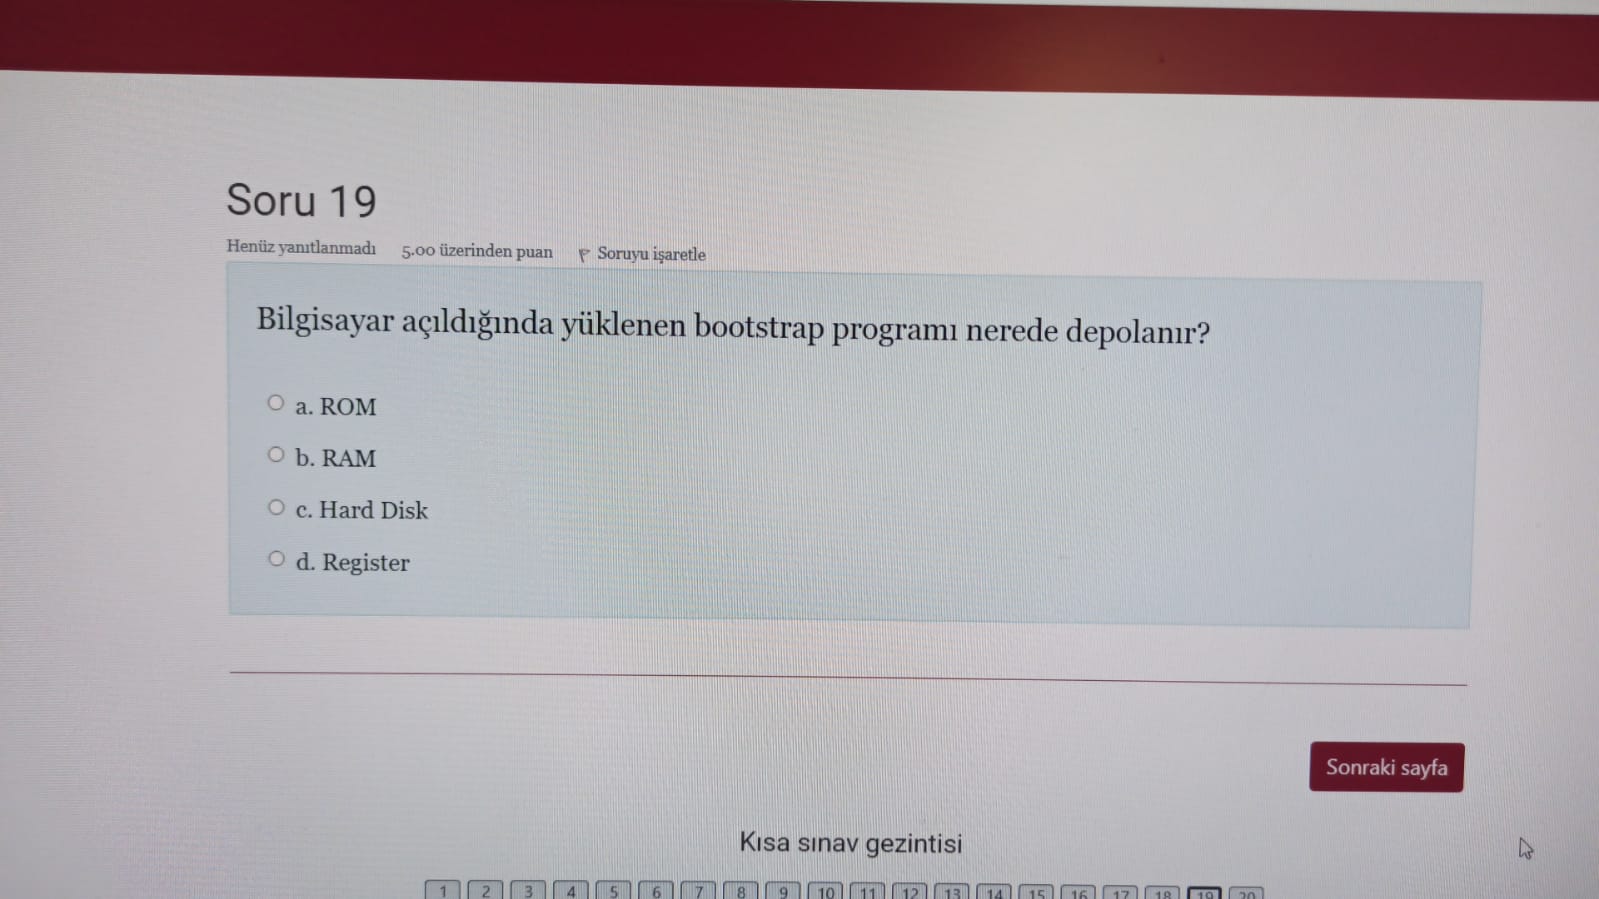 Soru 19
Henüz yanıtlanmadı 5.00 üzerinden puan Soruyu işaretle
Bilgisayar açıldığında yüklenen bootstrap programı nerede depolanır?
a. ROM
b. RAM
c. Hard Disk
d. Register
Sonraki sayfa
Kısa sınav gezintisi
1 2 3 4 5 6 7 8 9 10 11 12 13 14 15 16 17 18 19 20